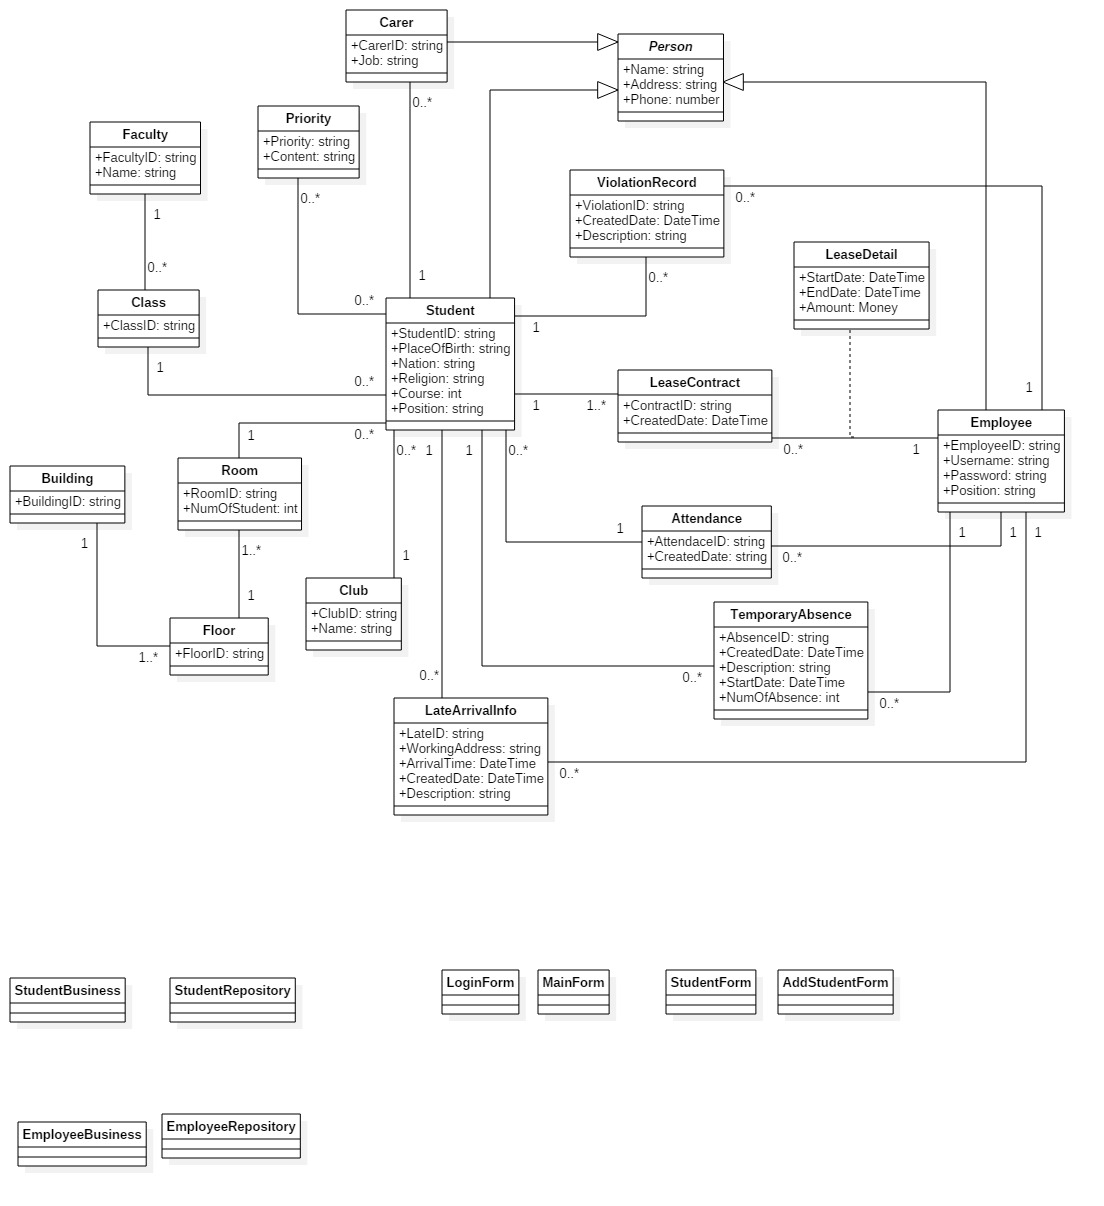 Carer
+CarerID: string
+Job: string
0..*
1
Person
+Name: string
+Address: string
+Phone: number
Priority
+Priority: string
+Content: string
0..*
0..*
Faculty
+FacultyID: string
+Name: string
1
0..*
ViolationRecord
+ViolationID: string
+CreatedDate: DateTime
+Description: string
0..*
0..*
1
1
LeaseDetail
+StartDate: DateTime
+EndDate: DateTime
+Amount: Money
Class
+ClassID: string
1
0..*
Student
+StudentID: string
+PlaceOfBirth: string
+Nation: string
+Religion: string
+Course: int
+Position: string
LeaseContract
+ContractID: string
+CreatedDate: DateTime
1
1..*
0..*
1
Employee
+EmployeeID: string
+Username: string
+Password: string
+Position: string
1
0..*
0..*
1
1
0..*
Building
+BuildingID: string
1
1..*
Room
+RoomID: string
+NumOfStudent: int
1..*
1
Floor
+FloorID: string
Club
+ClubID: string
+Name: string
1
Attendance
+AttendaceID: string
+CreatedDate: string
1
0..*
1
1
1
TemporaryAbsence
+AbsenceID: string
+CreatedDate: DateTime
+Description: string
+StartDate: DateTime
+NumOfAbsence: int
0..*
0..*
LateArrivalInfo
+LateID: string
+WorkingAddress: string
+ArrivalTime: DateTime
+CreatedDate: DateTime
+Description: string
0..*
0..*
StudentBusiness
StudentRepository
LoginForm
MainForm
StudentForm
AddStudentForm
EmployeeBusiness
EmployeeRepository